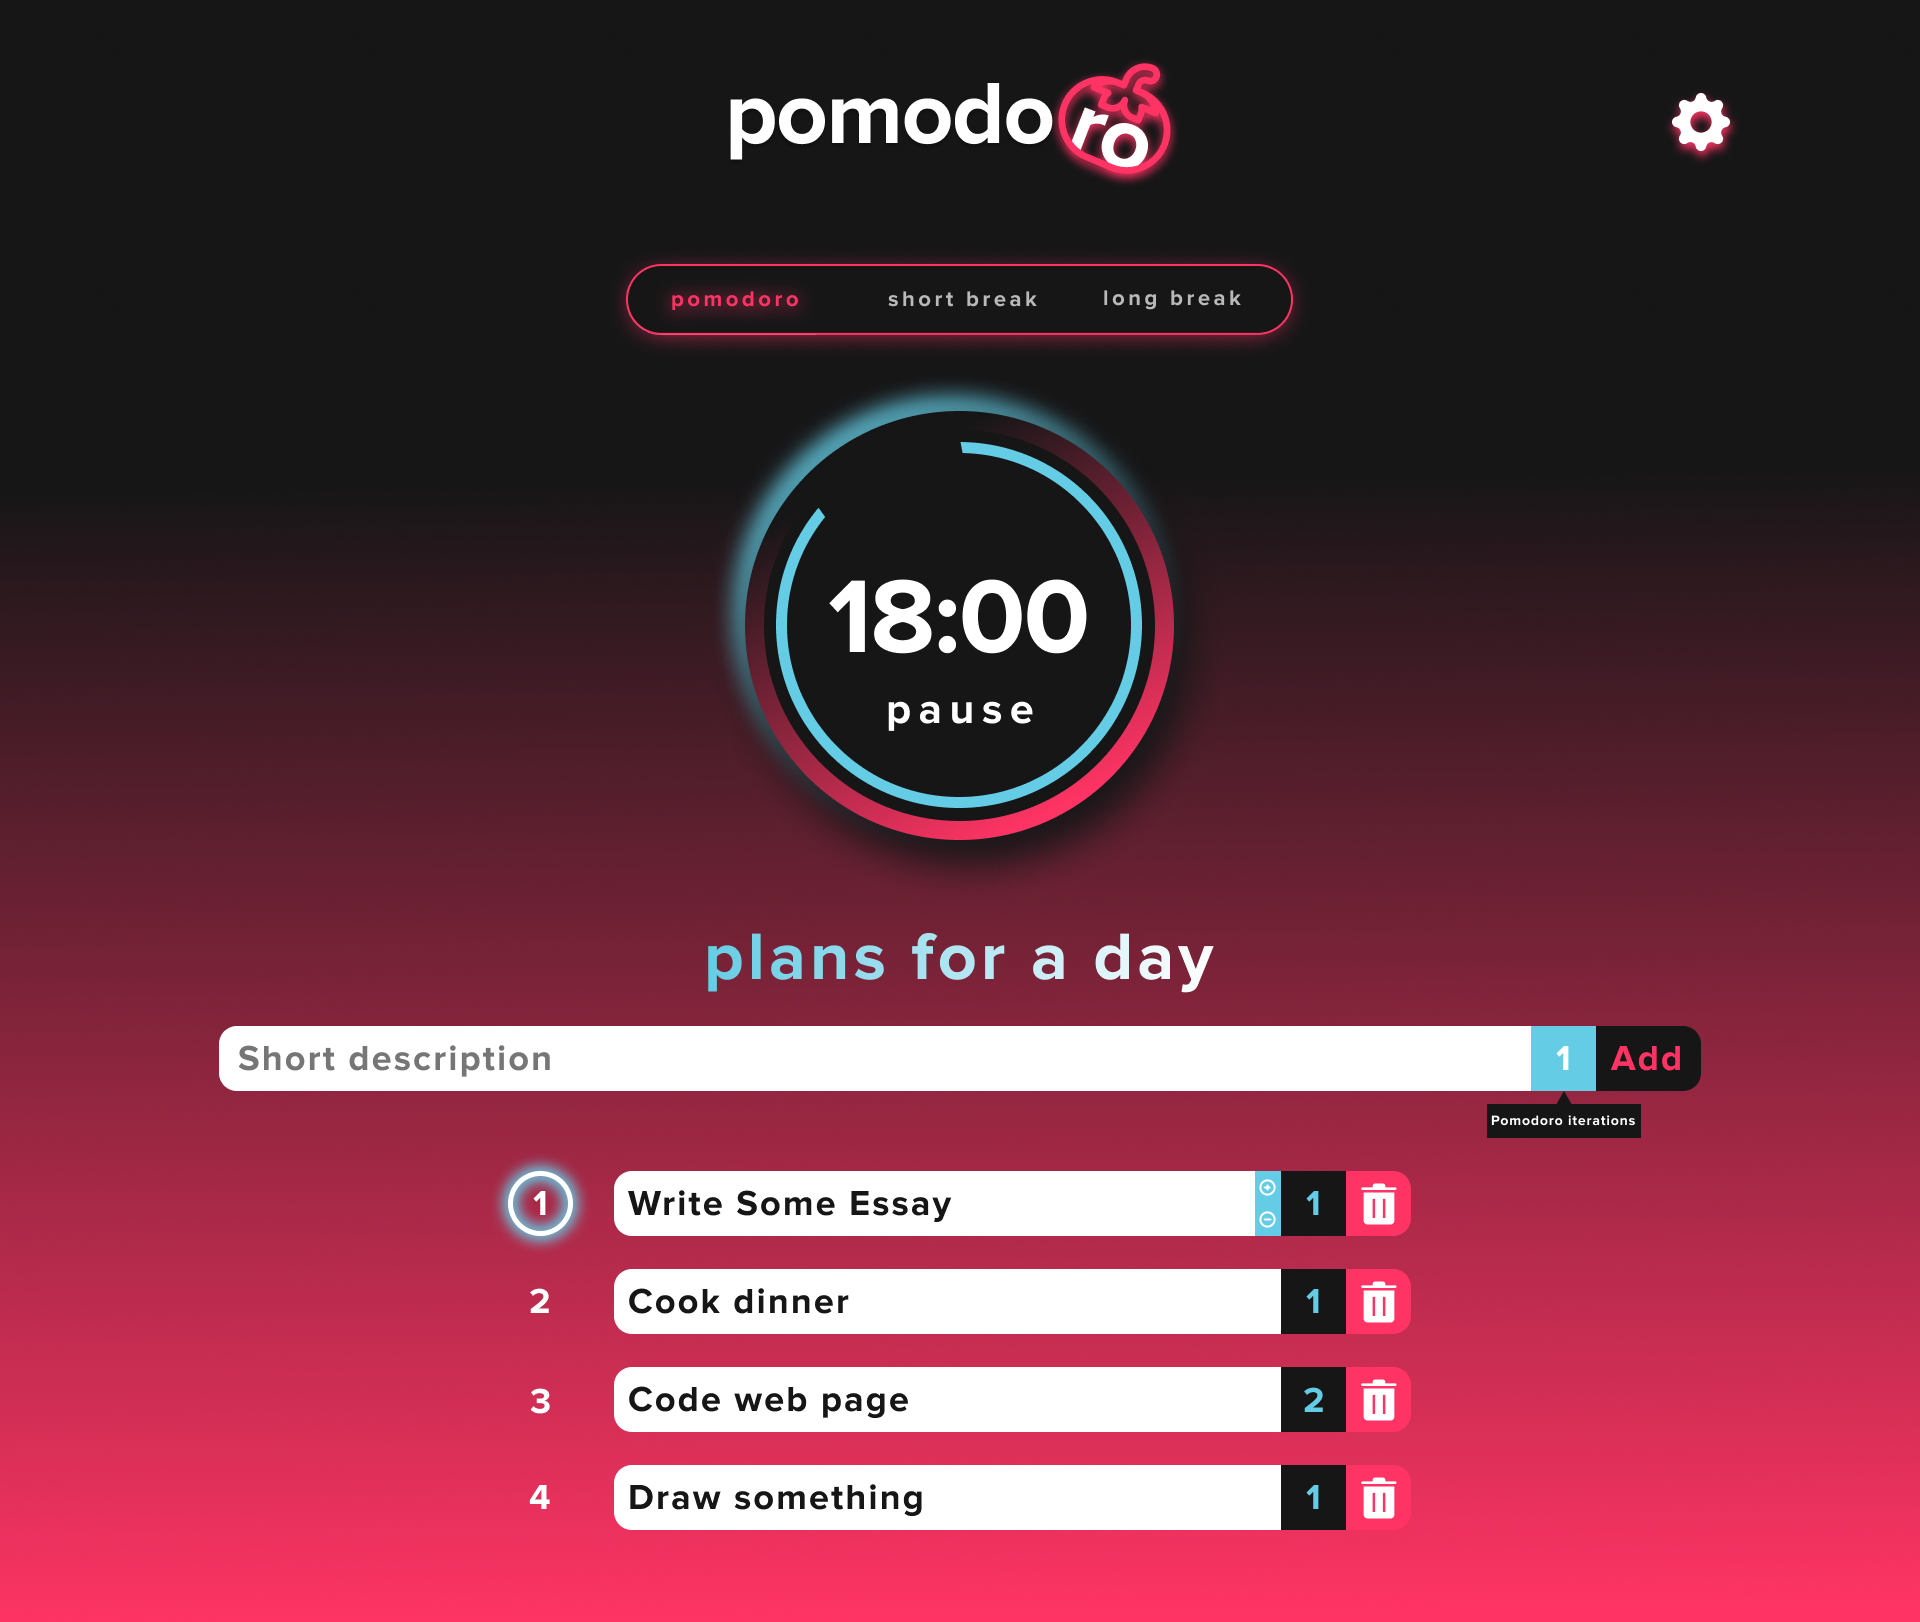 pomodoro
pomodoro short break long break
18:00
pause
plans for a day
Short description 1 Add
Pomodoro iterations
1 Write Some Essay 1
2 Cook dinner 1
3 Code web page 2
4 Draw something 1